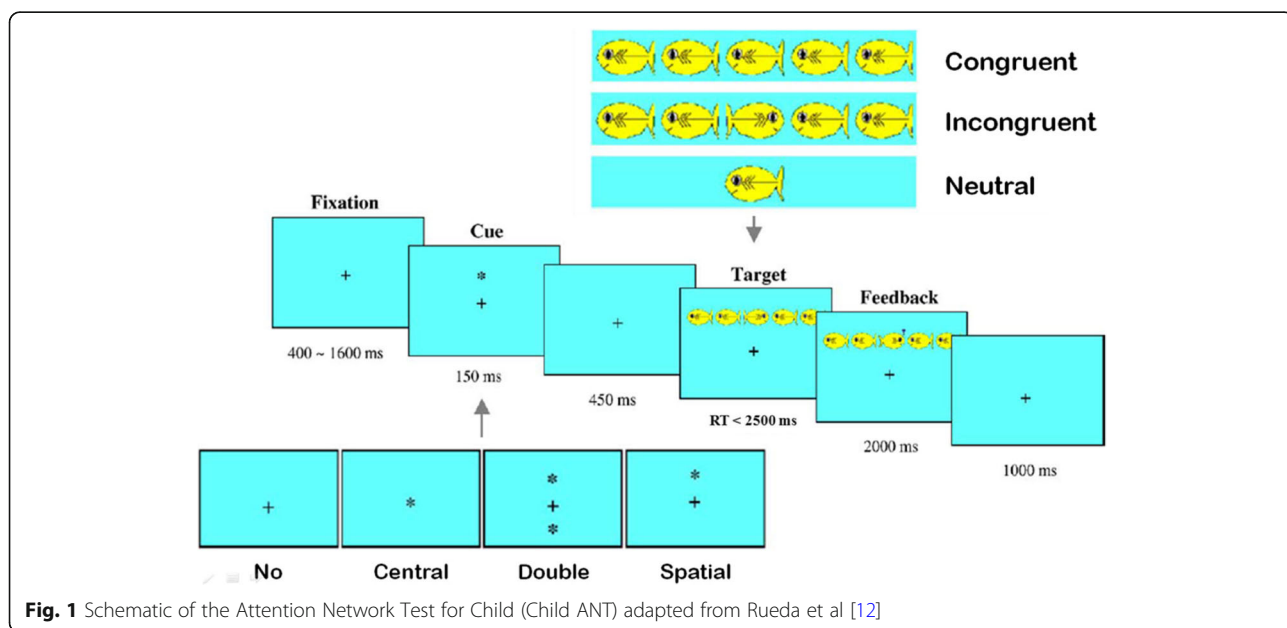 Congruent
Incongruent
Neutral
Fixation
Cue
Target
Feedback
400 ~ 1600 ms
150 ms
450 ms
RT < 2500 ms
2000 ms
1000 ms
No
Central
Double
Spatial
Fig. 1 Schematic of the Attention Network Test for Child (Child ANT) adapted from Rueda et al [12]